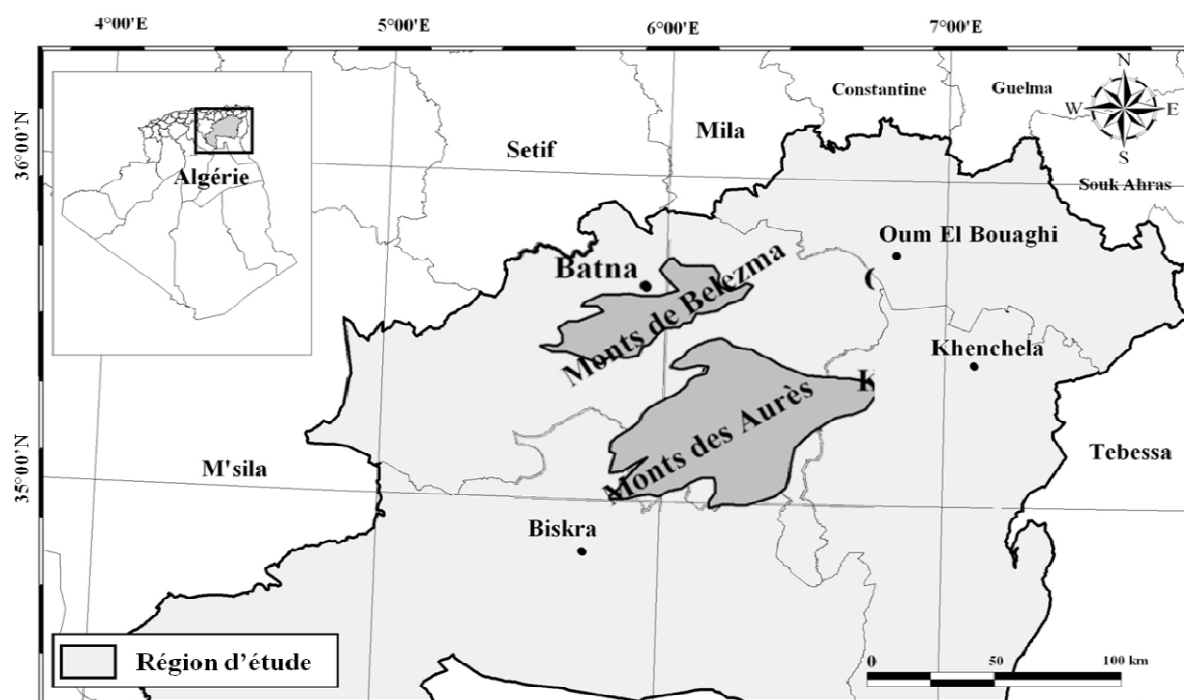 4°00'E 5°00'E 6°00'E 7°00'E
Constantine
Guelma
N
W E
S
Mila
36°00'N
Setif
Algérie
Souk Ahras
Oum El Bouaghi
Batna
Monts de Belezma
Khenchela
K
Monts des Aurès
35°00'N
M'sila
Tebessa
Biskra
Région d'étude
0 50 100 km